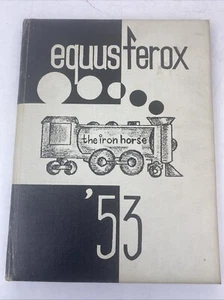 equus ferox
the iron horse
'53